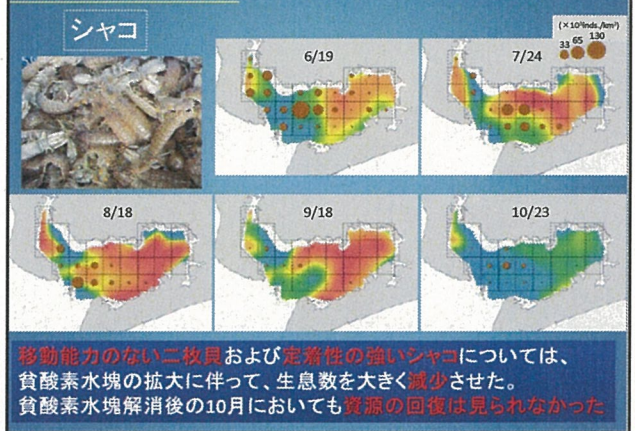 シャコ
(×10³inds./km²)
33 65 130
6/19
7/24
8/18
9/18
10/23
移動能力のない二枚貝および定着性の強いシャコについては、
貧酸素水塊の拡大に伴って、生息数を大きく減少させた。
貧酸素水塊解消後の10月においても資源の回復は見られなかった